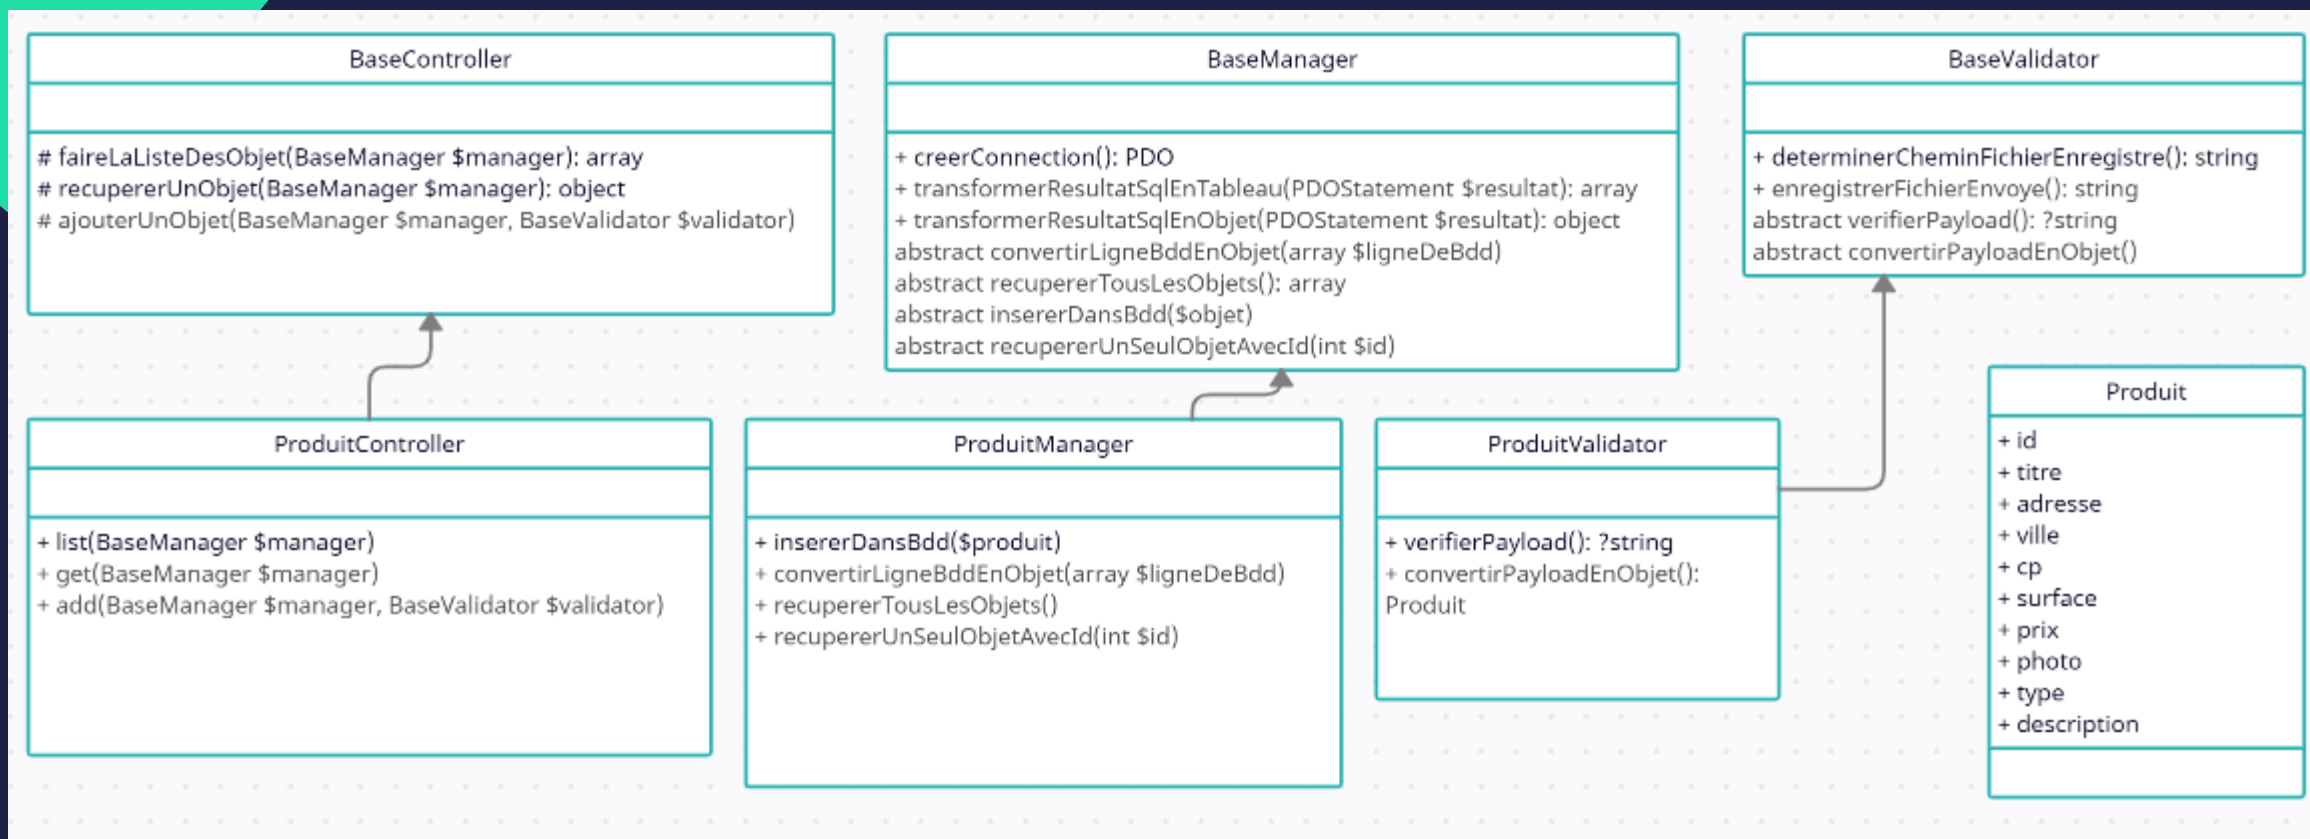 BaseController
# faireLaListeDesObjet(BaseManager $manager): array
# recupererUnObjet(BaseManager $manager): object
# ajouterUnObjet(BaseManager $manager, BaseValidator $validator)
BaseManager
+ creerConnection(): PDO
+ transformerResultatSqlEnTableau(PDOStatement $resultat): array
+ transformerResultatSqlEnObjet(PDOStatement $resultat): object
abstract convertirLigneBddEnObjet(array $ligneDeBdd)
abstract recupererTousLesObjets(): array
abstract insererDansBdd($objet)
abstract recupererUnSeulObjetAvecId(int $id)
BaseValidator
+ determinerCheminFichierEnregistre(): string
+ enregistrerFichierEnvoye(): string
abstract verifierPayload(): ?string
abstract convertirPayloadEnObjet()
ProduitController
+ list(BaseManager $manager)
+ get(BaseManager $manager)
+ add(BaseManager $manager, BaseValidator $validator)
ProduitManager
+ insererDansBdd($produit)
+ convertirLigneBddEnObjet(array $ligneDeBdd)
+ recupererTousLesObjets()
+ recupererUnSeulObjetAvecId(int $id)
ProduitValidator
+ verifierPayload(): ?string
+ convertirPayloadEnObjet():
Produit
Produit
+ id
+ titre
+ adresse
+ ville
+ cp
+ surface
+ prix
+ photo
+ type
+ description